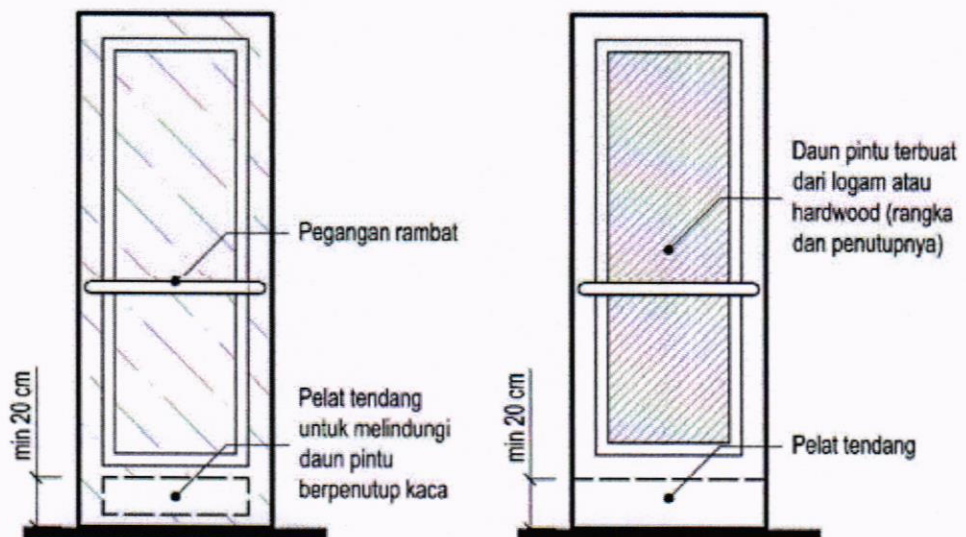 Pegangan rambat
min 20 cm
Pelat tendang
untuk melindungi
daun pintu
berpenutup kaca
Daun pintu terbuat
dari logam atau
hardwood (rangka
dan penutupnya)
min 20 cm
Pelat tendang